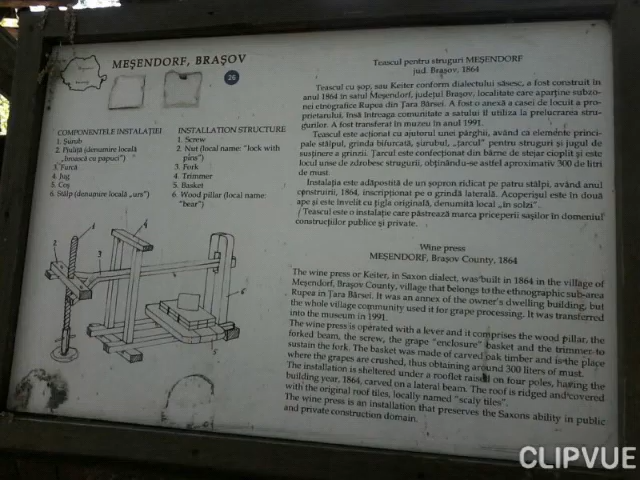 MEŞENDORF, BRAŞOV
26
COMPONENTELE INSTALAŢIEI
1. Şurub
2. Piuliţă (denumire locală
„broască cu papuci")
3. Furcă
4. Jug
5. Coş
6. Stâlp (denumire locală „urs")
INSTALLATION STRUCTURE
1. Screw
2. Nut (local name: "lock with
pins")
3. Fork
4. Trimmer
5. Basket
6. Wood pillar (local name:
"bear")
Teascul pentru struguri MEŞENDORF
jud. Braşov, 1864
Teascul cu şop, sau Keiter conform dialectului săsesc, a fost construit în
anul 1864 în satul Meşendorf, judeţul Braşov, localitate care aparţine subzo-
nei etnografice Rupea din Ţara Bârsei. A fost o anexă a casei de locuit a pro-
prietarului, însă întreaga comunitate a satului îl utiliza la prelucrarea stru-
gurilor. A fost transferat în muzeu în anul 1991.
Teascul este acţionat cu ajutorul unei pârghii, având ca elemente princi-
pale stâlpul, grinda bifurcată, şurubul, „ţarcul" pentru struguri şi jugul de
susţinere a grinzii. Ţarcul este confecţionat din bârne de stejar cioplit şi este
locul unde se zdrobesc strugurii, obţinându-se astfel aproximativ 300 de litri
de must
Instalaţia este adăpostită de un şopron ridicat pe patru stâlpi, având anul
construirii, 1864, inscripţionat pe o grindă laterală. Acoperişul este în două
ape şi este învelit cu ţigla originală, denumită local „în solzi".
Teascul este o instalaţie care păstrează marca priceperii saşilor în domeniul
construcţiilor publice şi private.
Wine press
MEŞENDORF, Braşov County, 1864
The wine press or Keiter, in Saxon dialect, was built in 1864 in the village of
Meşendorf, Braşov County, village that belongs to the ethnographic sub-area
Rupea in Ţara Bârsei. It was an annex of the owner's dwelling building, but
the whole village community used it for grape processing. It was transferred
into the museum in 1991.
The wine press is operated with a lever and it comprises the wood pillar, the
forked beam, the screw, the grape "enclosure" basket and the trimmer to
sustain the fork. The basket was made of carved oak timber and is the place
where the grapes are crushed, thus obtaining around 300 liters of must.
The installation is sheltered under a rooflet raised on four poles, having the
building year, 1864, carved on a lateral beam. The roof is ridged and covered
with the original roof tiles, locally named "scaly tiles".
The wine press is an installation that preserves the Saxons ability in public
and private construction domain.
1
2
3
4
4
6
5
CLIPVUE